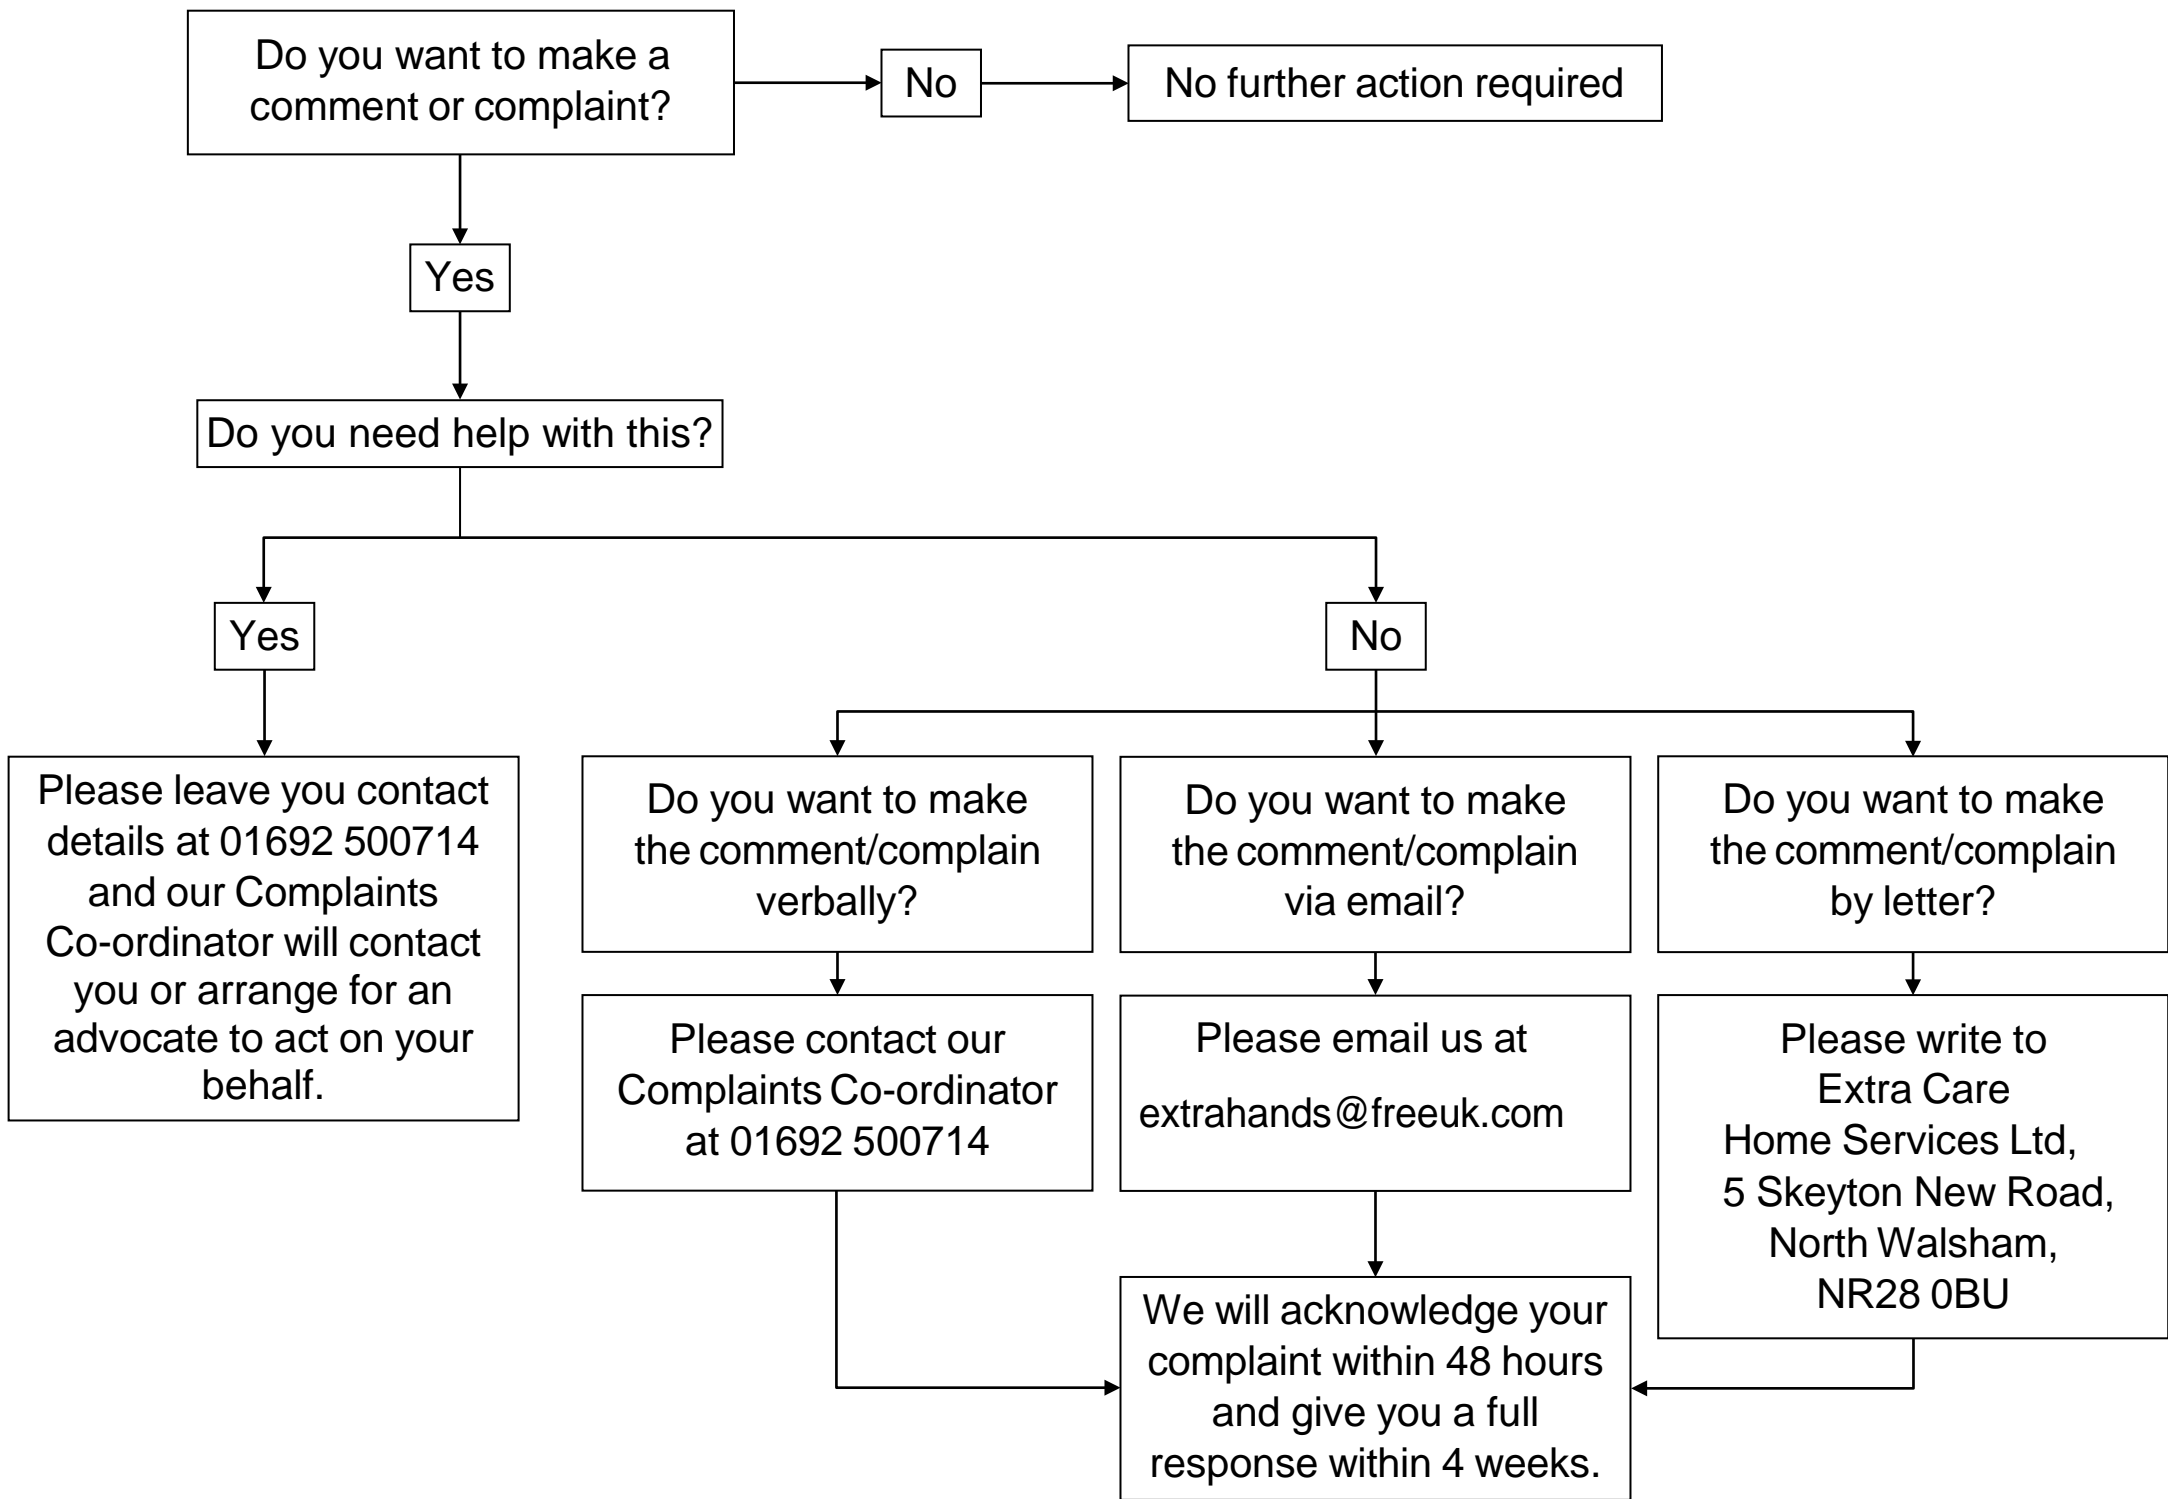 Do you want to make a
comment or complaint?
No
No further action required
Yes
Do you need help with this?
Yes
No
Please leave you contact
details at 01692 500714
and our Complaints
Co-ordinator will contact
you or arrange for an
advocate to act on your
behalf.
Do you want to make
the comment/complain
verbally?
Do you want to make
the comment/complain
via email?
Do you want to make
the comment/complain
by letter?
Please contact our
Complaints Co-ordinator
at 01692 500714
Please email us at
extrahands@freeuk.com
Please write to
Extra Care
Home Services Ltd,
5 Skeyton New Road,
North Walsham,
NR28 0BU
We will acknowledge your
complaint within 48 hours
and give you a full
response within 4 weeks.